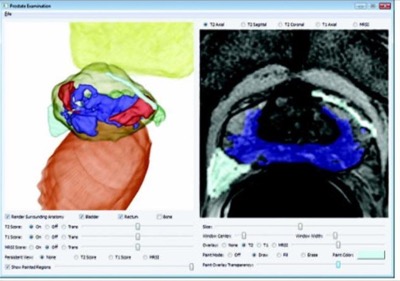 Prostate Examination
File
T2 Axial T2 Sagittal T2 Coronal T1 Axial MRSI
Render Surrounding Anatomy: Bladder Rectum Bone
T2 Score: On Off Trans
T1 Score: On Off Trans
MRSI Score: On Off Trans
Persistent View: None T2 Score T1 Score MRSI
Show Painted Regions
Slice:
Window Center: Window Width:
Overlay: None T2 T1 MRSI
Paint Mode: Off Draw Fill Erase Paint Color:
Paint Overlay Transparency: